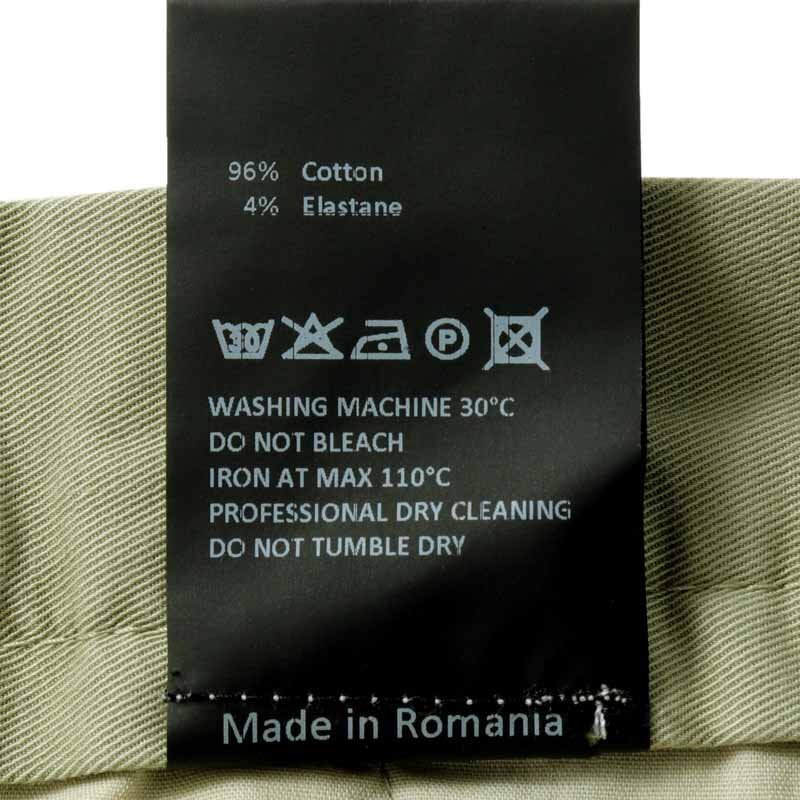 96% Cotton
4% Elastane
30 P
WASHING MACHINE 30°C
DO NOT BLEACH
IRON AT MAX 110°C
PROFESSIONAL DRY CLEANING
DO NOT TUMBLE DRY
Made in Romania